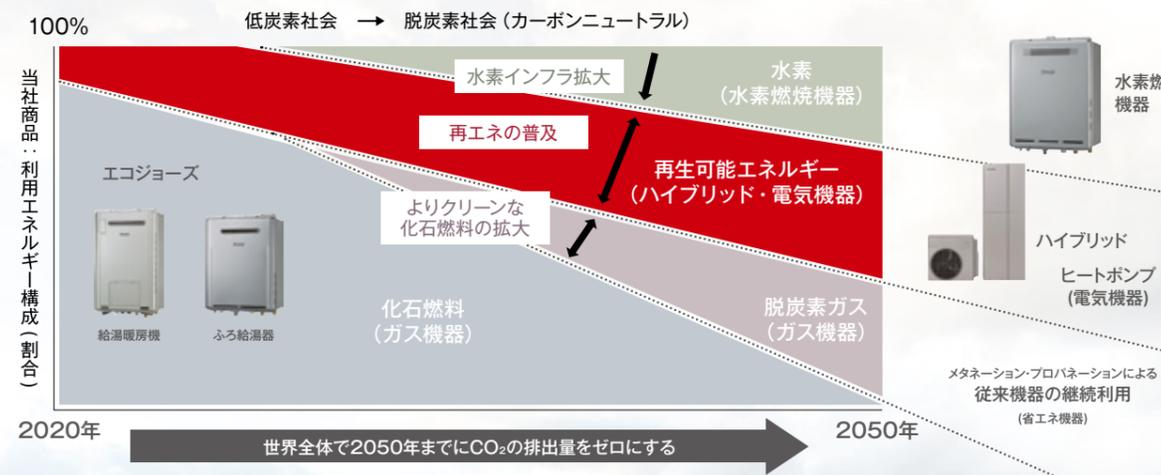 低炭素社会 → 脱炭素社会(カーボンニュートラル)
100%
当社商品:利用エネルギー構成(割合)
水素インフラ拡大
水素
(水素燃焼機器)
水素燃
機器
再エネの普及
再生可能エネルギー
(ハイブリッド・電気機器)
エコジョーズ
よりクリーンな
化石燃料の拡大
ハイブリッド
ヒートポンプ
(電気機器)
化石燃料
(ガス機器)
脱炭素ガス
(ガス機器)
給湯暖房機
ふろ給湯器
メタネーション・プロパネーションによる
従来機器の継続利用
(省エネ機器)
2020年
2050年
世界全体で2050年までにCO₂の排出量をゼロにする